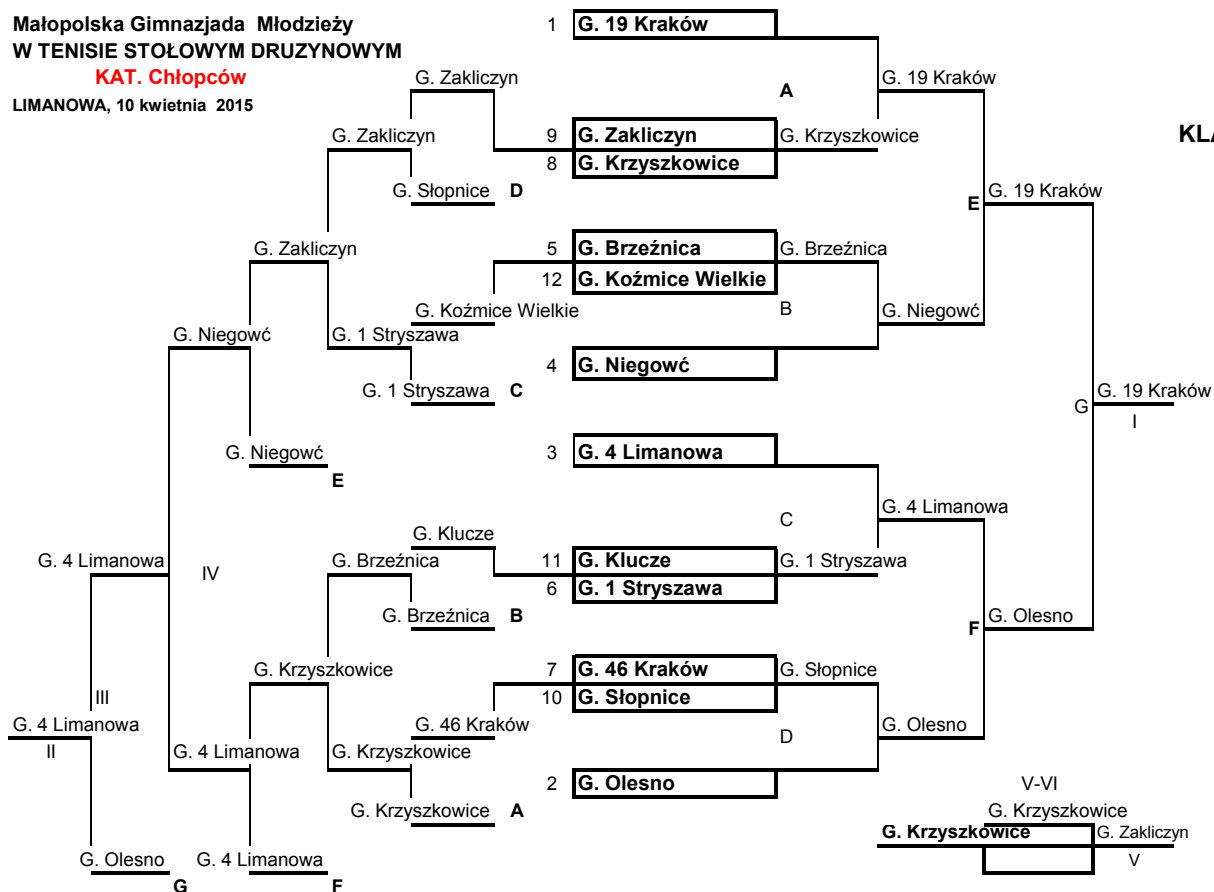 Małopolska Gimnazjada Młodzieży
W TENISIE STOŁOWYM DRUZYNOWYM
KAT. Chłopców
LIMANOWA, 10 kwietnia 2015
1 G. 19 Kraków
G. Zakliczyn A G. 19 Kraków
G. Zakliczyn 9 G. Zakliczyn G. Krzyszkowice KLA
8 G. Krzyszkowice
G. Słopnice D E G. 19 Kraków
G. Zakliczyn 5 G. Brzeźnica G. Brzeźnica
12 G. Koźmice Wielkie
G. Koźmice Wielkie B G. Niegowć
G. Niegowć G. 1 Stryszawa
4 G. Niegowć
G. 1 Stryszawa C G G. 19 Kraków
I
G. Niegowć 3 G. 4 Limanowa
E
C G. 4 Limanowa
G. Klucze
G. 4 Limanowa IV G. Brzeźnica 11 G. Klucze G. 1 Stryszawa
6 G. 1 Stryszawa
G. Brzeźnica B F G. Olesno
G. Krzyszkowice 7 G. 46 Kraków G. Słopnice
III 10 G. Słopnice
G. 4 Limanowa G. 46 Kraków D G. Olesno
II G. 4 Limanowa G. Krzyszkowice
2 G. Olesno V-VI
G. Krzyszkowice A G. Krzyszkowice
G. Krzyszkowice G. Zakliczyn
V
G. Olesno G. 4 Limanowa
G F